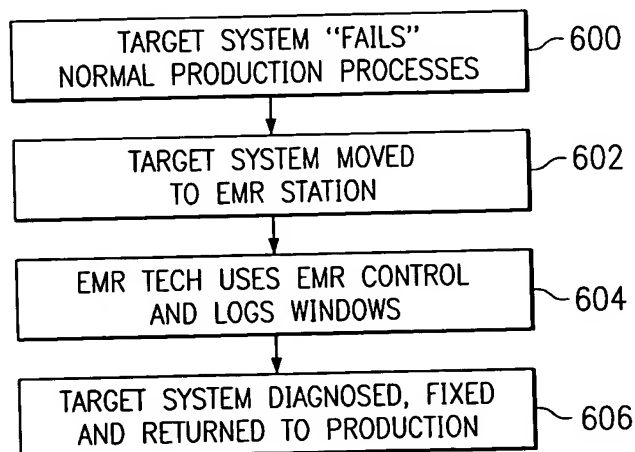 TARGET SYSTEM “FAILS”
NORMAL PRODUCTION PROCESSES
600
TARGET SYSTEM MOVED
TO EMR STATION
602
EMR TECH USES EMR CONTROL
AND LOGS WINDOWS
604
TARGET SYSTEM DIAGNOSED, FIXED
AND RETURNED TO PRODUCTION
606